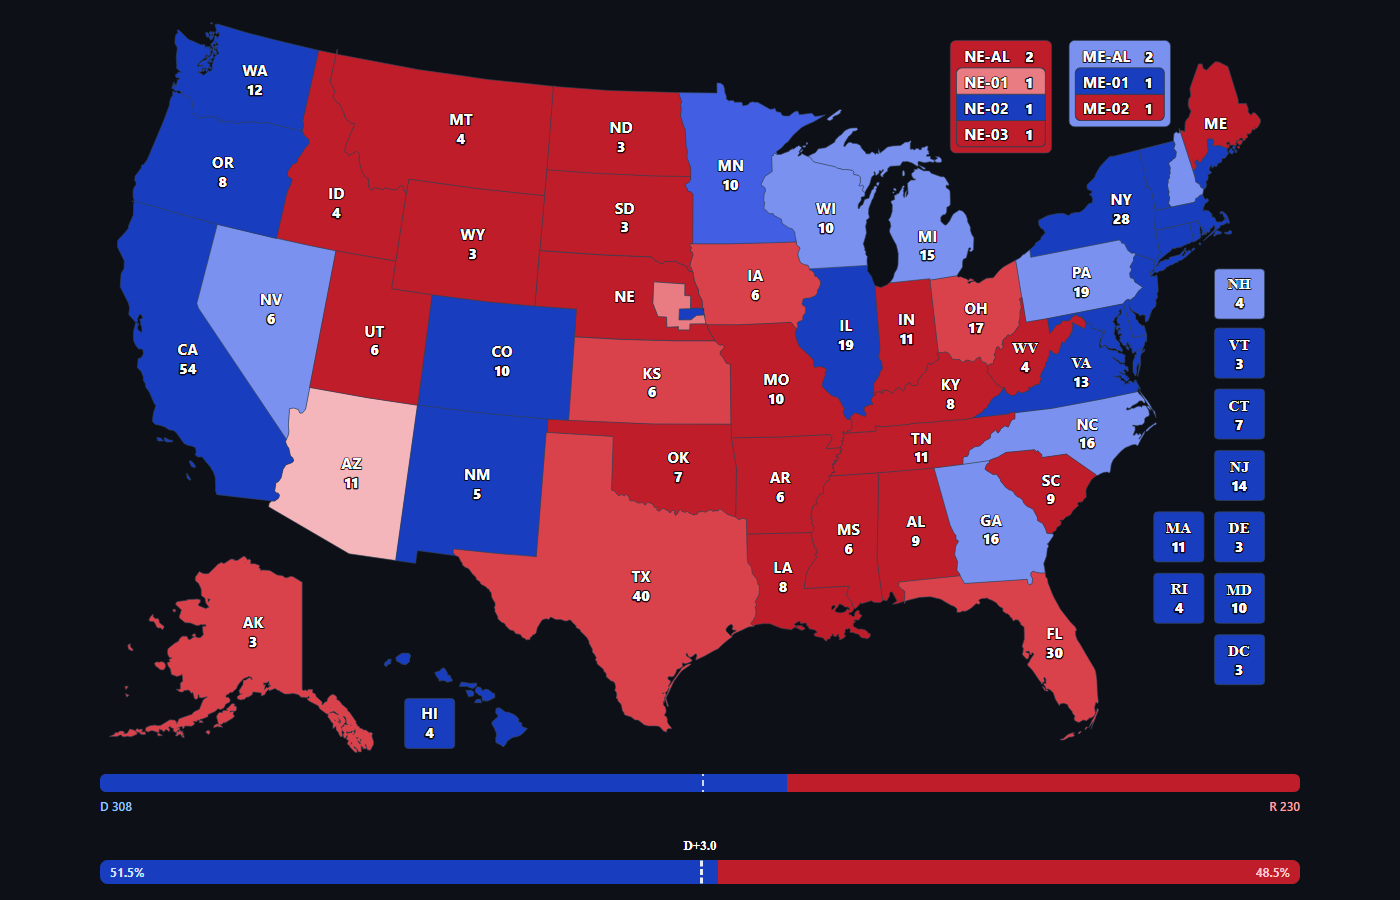 WA
12
OR
8
CA
54
NV
6
ID
4
MT
4
WY
3
UT
6
AZ
11
CO
10
NM
5
ND
3
SD
3
NE
KS
6
OK
7
TX
40
MN
10
IA
6
MO
10
AR
6
LA
8
WI
10
IL
19
MI
15
IN
11
OH
17
KY
8
TN
11
MS
6
AL
9
GA
16
FL
30
SC
9
NC
16
VA
13
WV
4
PA
19
NY
28
ME
NE-AL 2
NE-01 1
NE-02 1
NE-03 1
ME-AL 2
ME-01 1
ME-02 1
NH
4
VT
3
CT
7
NJ
14
MA
11
DE
3
RI
4
MD
10
DC
3
AK
3
HI
4
D 308
R 230
D+3.0
51.5%
48.5%